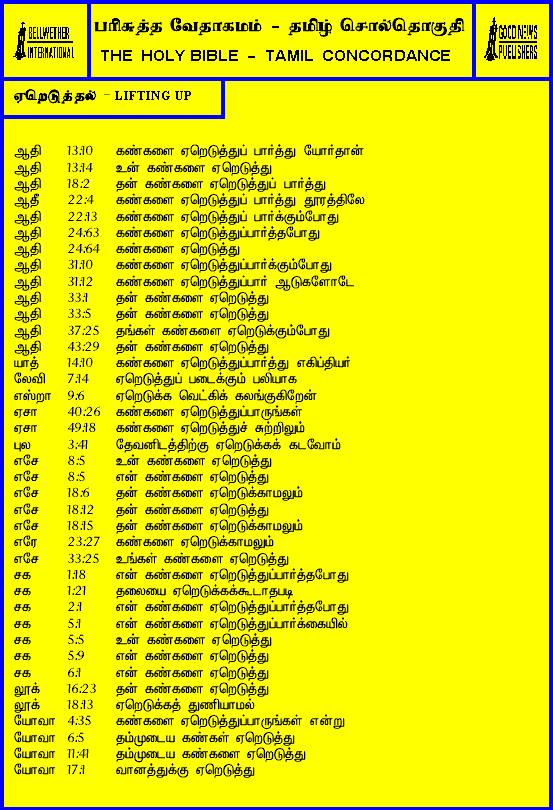 BELLWETHER INTERNATIONAL
பரிசுத்த வேதாகமம் - தமிழ் சொல்தொகுதி
THE HOLY BIBLE - TAMIL CONCORDANCE
GOOD NEWS PUBLISHERS
ஏறெடுத்தல் - LIFTING UP
ஆதி 13:10 கண்களை ஏறெடுத்துப் பார்த்து யோர்தான்
ஆதி 13:14 உன் கண்களை ஏறெடுத்து
ஆதி 18:2 தன் கண்களை ஏறெடுத்துப் பார்த்து
ஆதீ 22:4 கண்களை ஏறெடுத்துப் பார்த்து தூரத்திலே
ஆதி 22:13 கண்களை ஏறெடுத்துப் பார்க்கும்போது
ஆதி 24:63 கண்களை ஏறெடுத்துப்பார்த்தபோது
ஆதி 24:64 கண்களை ஏறெடுத்து
ஆதி 31:10 கண்களை ஏறெடுத்துப்பார்க்கும்போது
ஆதி 31:12 கண்களை ஏறெடுத்துப்பார் ஆடுகளோடே
ஆதி 33:1 தன் கண்களை ஏறெடுத்து
ஆதி 33:5 தன் கண்களை ஏறெடுத்து
ஆதி 37:25 தங்கள் கண்களை ஏறெடுக்கும்போது
ஆதி 43:29 தன் கண்களை ஏறெடுத்து
யாத் 14:10 கண்களை ஏறெடுத்துப்பார்த்து எகிப்தியர்
லேவி 7:14 ஏறெடுத்துப் படைக்கும் பலியாக
எஸ்றா 9:6 ஏறெடுக்க வெட்கிக் கலங்குகிறேன்
ஏசா 40:26 கண்களை ஏறெடுத்துப்பாருங்கள்
ஏசா 49:18 கண்களை ஏறெடுத்துச் சுற்றிலும்
புல 3:41 தேவனிடத்திற்கு ஏறெடுக்கக் கடவோம்
எசே 8:5 உன் கண்களை ஏறெடுத்து
எசே 8:5 என் கண்களை ஏறெடுத்து
எசே 18:6 தன் கண்களை ஏறெடுக்காமலும்
எசே 18:12 தன் கண்களை ஏறெடுத்து
எசே 18:15 தன் கண்களை ஏறெடுக்காமலும்
எரே 23:27 கண்களை ஏறெடுக்காமலும்
எசே 33:25 உங்கள் கண்களை ஏறெடுத்து
சக 1:18 என் கண்களை ஏறெடுத்துப்பார்த்தபோது
சக 1:21 தலையை ஏறெடுக்கக்கூடாதபடி
சக 2:1 என் கண்களை ஏறெடுத்துப்பார்த்தபோது
சக 5:1 என் கண்களை ஏறெடுத்துப்பார்க்கையில்
சக 5:5 உன் கண்களை ஏறெடுத்து
சக 5:9 என் கண்களை ஏறெடுத்து
சக 6:1 என் கண்களை ஏறெடுத்து
லூக் 16:23 தன் கண்களை ஏறெடுத்து
லூக் 18:13 ஏறெடுக்கத் துணியாமல்
யோவா 4:35 கண்களை ஏறெடுத்துப்பாருங்கள் என்று
யோவா 6:5 தம்முடைய கண்கள் ஏறெடுத்து
யோவா 11:41 தம்முடைய கண்களை ஏறெடுத்து
யோவா 17:1 வானத்துக்கு ஏறெடுத்து